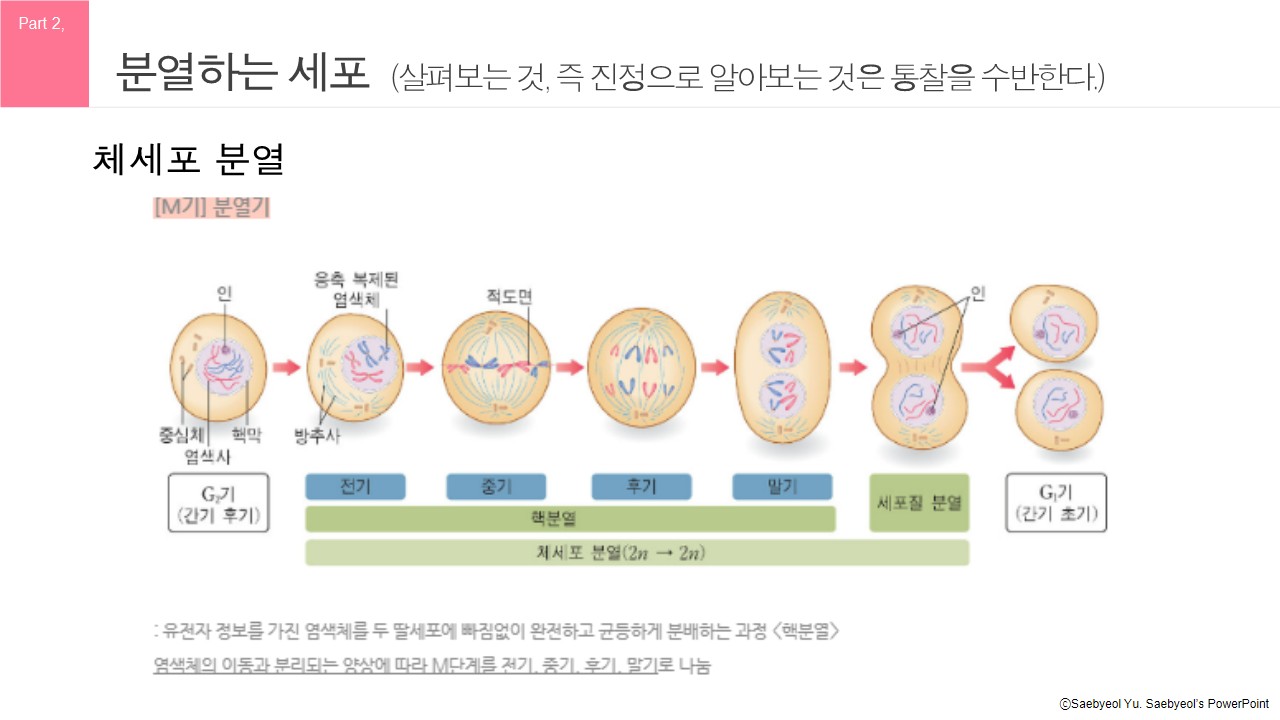 Part 2,
분열하는 세포 (살펴보는 것, 즉 진정으로 알아보는 것은 통찰을 수반한다.)
체세포 분열
[M기] 분열기
인
응축 복제된
염색체
적도면
인
중심체
핵막
염색사
방추사
G₂기
(간기 후기)
전기
중기
후기
말기
핵분열
세포질 분열
G₁기
(간기 초기)
체세포 분열(2n → 2n)
: 유전자 정보를 가진 염색체를 두 딸세포에 빠짐없이 완전하고 균등하게 분배하는 과정 <핵분열>
염색체의 이동과 분리되는 양상에 따라 M단계를 전기, 중기, 후기, 말기로 나눔
ⓒSaebyeol Yu. Saebyeol's PowerPoint